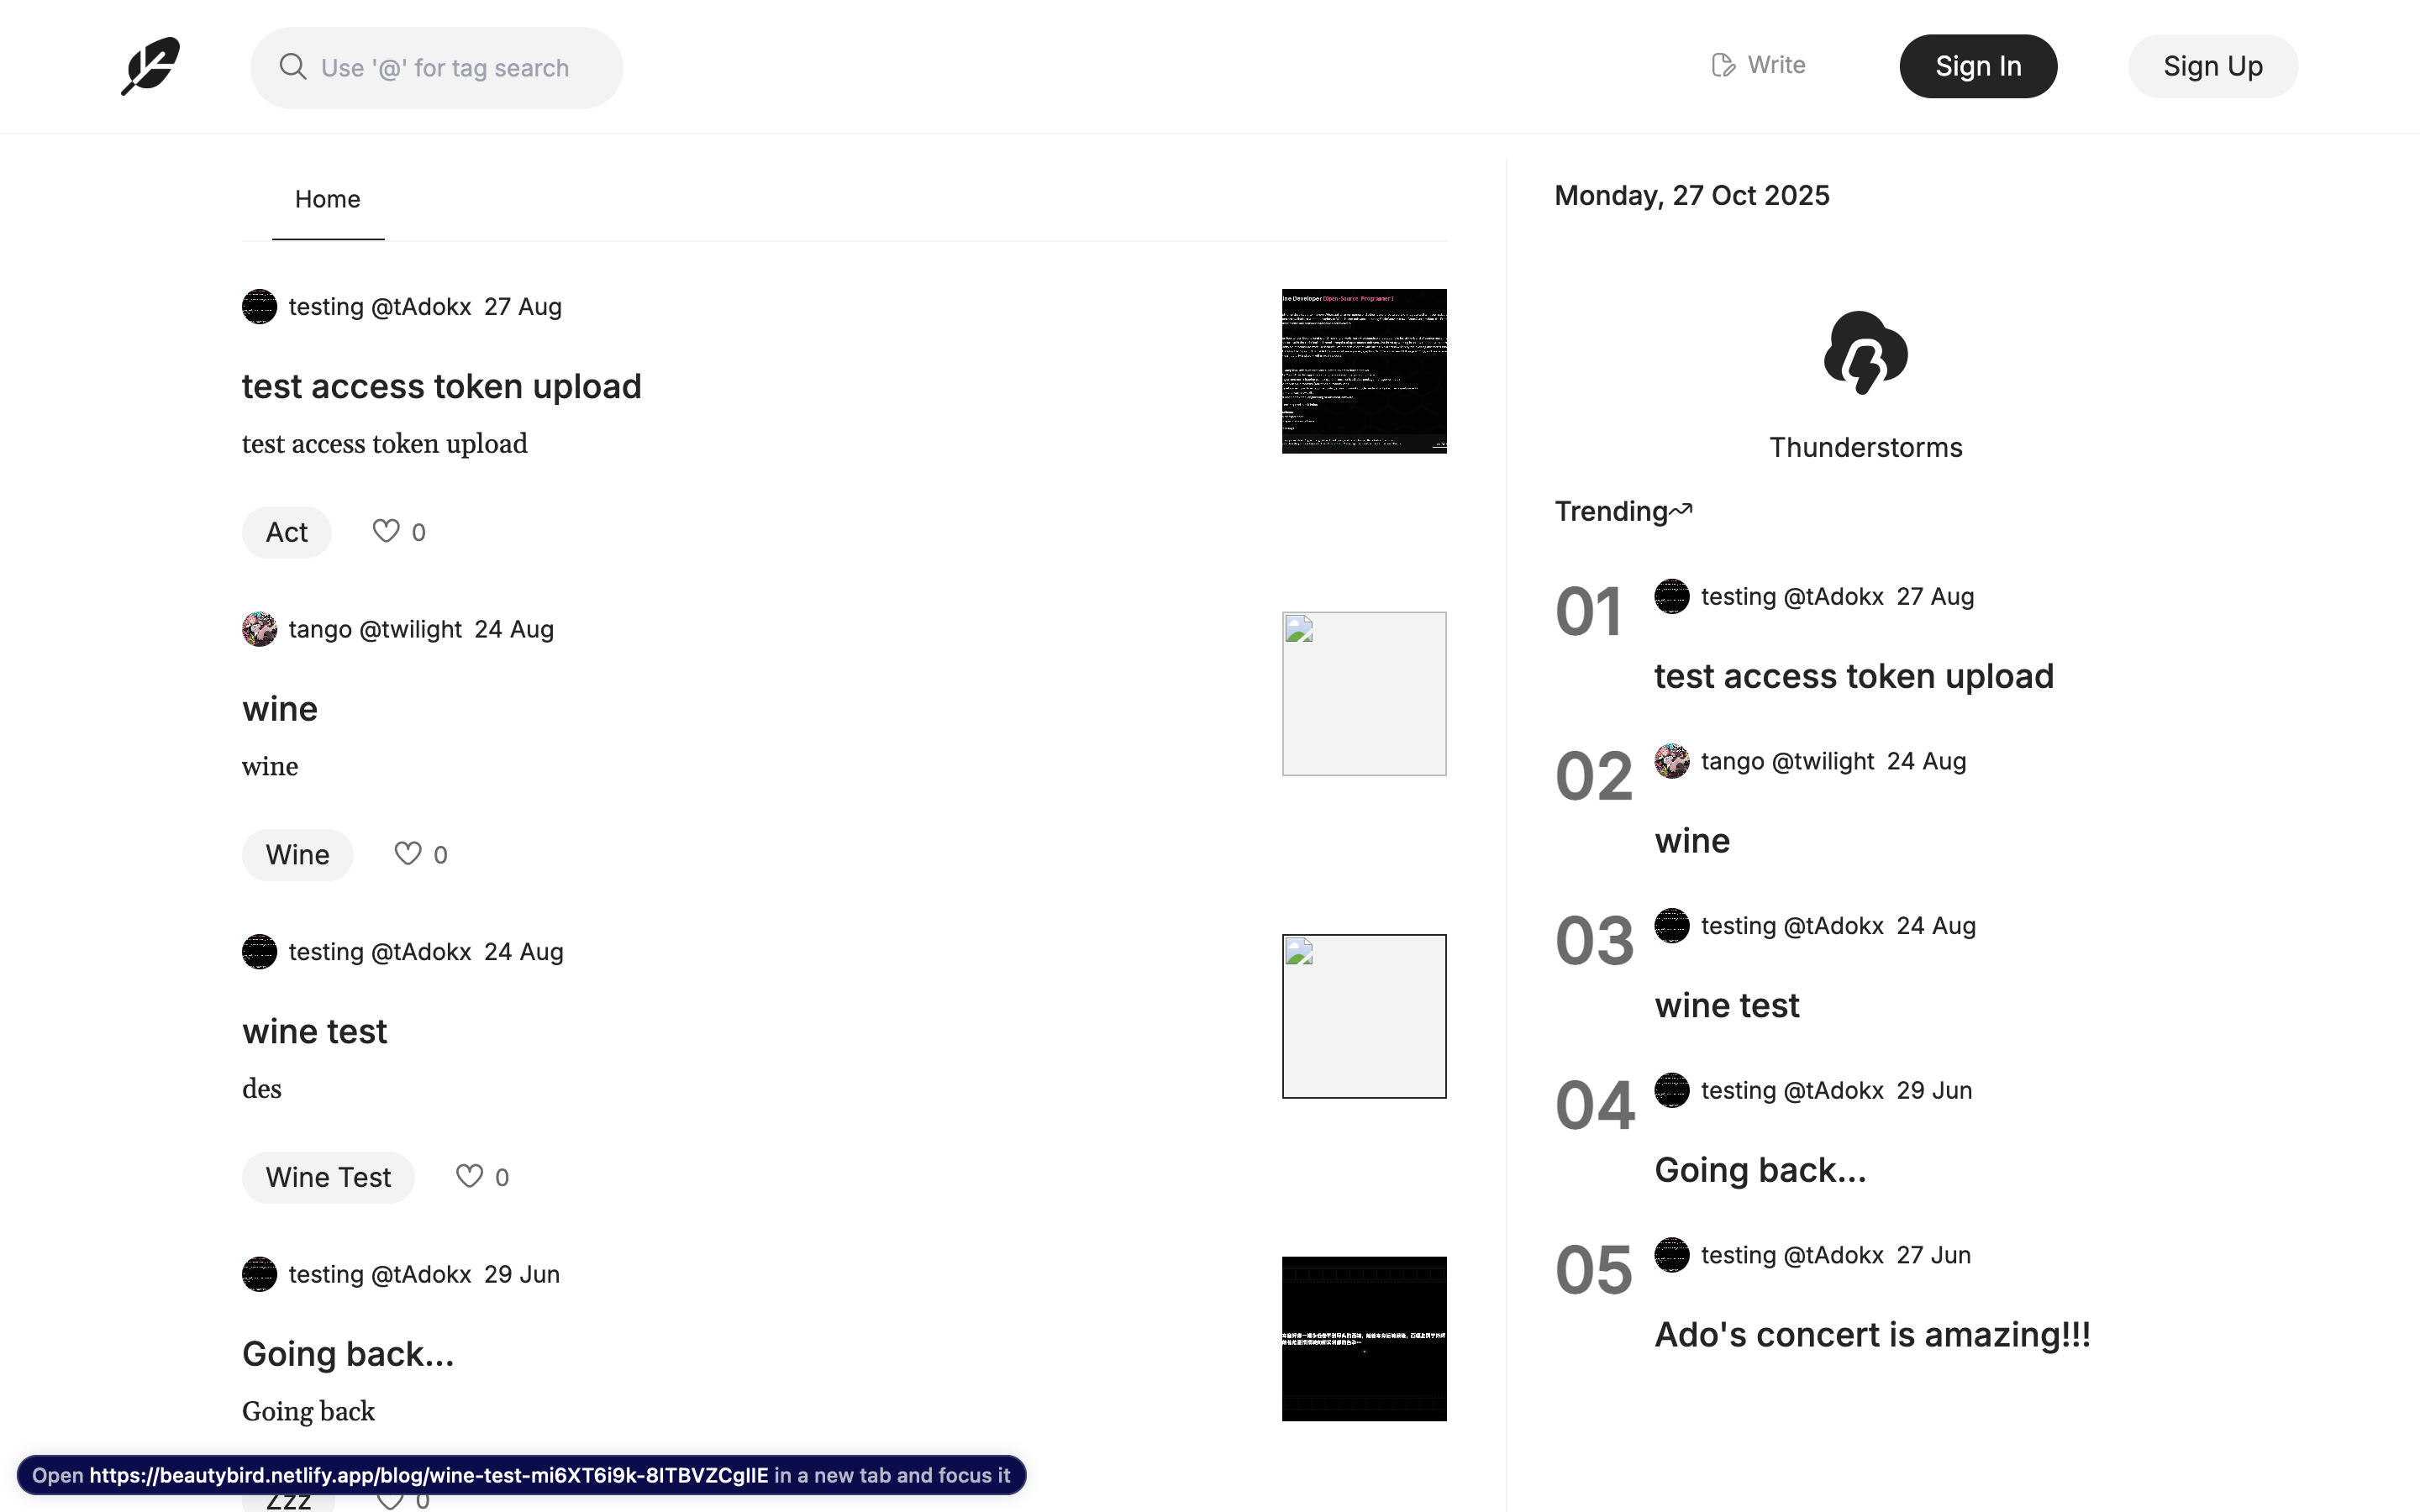 Use '@' for tag search
Write
Sign In
Sign Up
Home
testing @tAdokx 27 Aug
test access token upload
test access token upload
Act
0
tango @twilight 24 Aug
wine
wine
Wine
0
testing @tAdokx 24 Aug
wine test
des
Wine Test
0
testing @tAdokx 29 Jun
Going back...
Going back
Zzz
0
Open https://beautybird.netlify.app/blog/wine-test-mi6XT6i9k-8ITBVZCgIIE in a new tab and focus it
Monday, 27 Oct 2025
Thunderstorms
Trending
01
testing @tAdokx 27 Aug
test access token upload
02
tango @twilight 24 Aug
wine
03
testing @tAdokx 24 Aug
wine test
04
testing @tAdokx 29 Jun
Going back...
05
testing @tAdokx 27 Jun
Ado's concert is amazing!!!